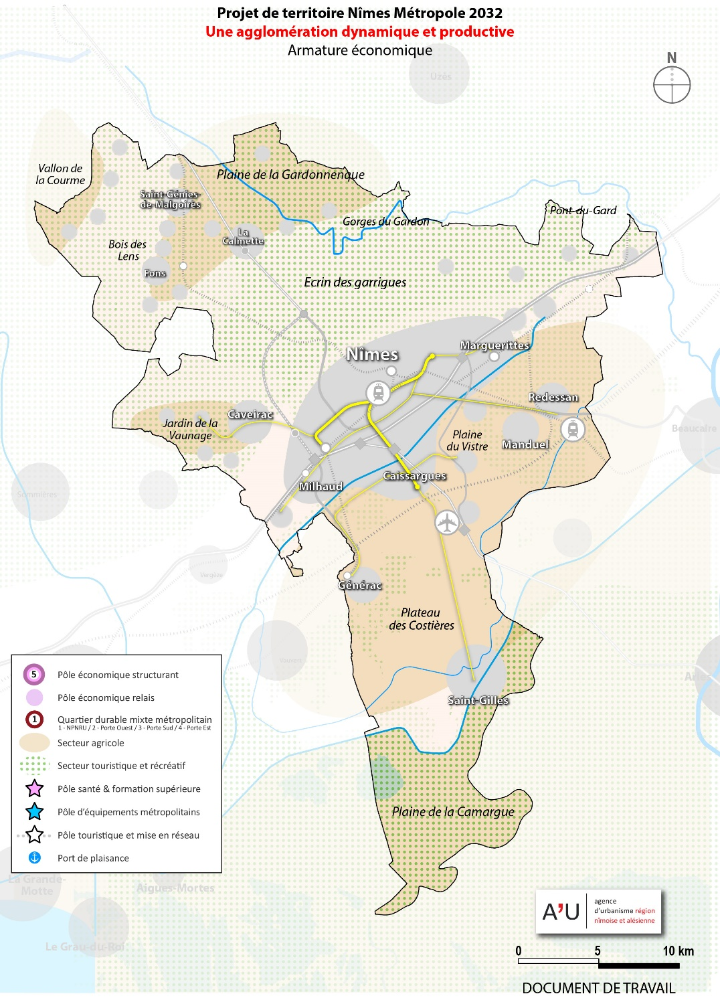 Projet de territoire Nîmes Métropole 2032
Une agglomération dynamique et productive
Armature économique
N
Uzès
Vallon de
la Courme
Plaine de la Gardonnenque
Saint-Génies-
de-Malgoirès
Pont-du-Gard
Gorges du Gardon
La
Calmette
Bois des
Lens
Fons
Ecrin des garrigues
Nîmes
Marguerittes
Redessan
Caveirac
Jardin de la
Vaunage
Plaine
du Vistre
Manduel
Beaucaire
Caissargues
Milhaud
Sommières
Vergèze
Générac
Plateau
des Costières
Vauvert
Saint-Gilles
Plaine de la Camargue
5
Pôle économique structurant
Pôle économique relais
1
Quartier durable mixte métropolitain
1 - NPNRU / 2 - Porte Ouest / 3 - Porte Sud / 4 - Porte Est
Secteur agricole
Secteur touristique et récréatif
Pôle santé & formation supérieure
Pôle d'équipements métropolitains
Pôle touristique et mise en réseau
Port de plaisance
La Grande-
Motte
Aigues-Mortes
Le Grau-du-Roi
A'U
agence
d'urbanisme région
nîmoise et alésienne
0 5 10 km
DOCUMENT DE TRAVAIL